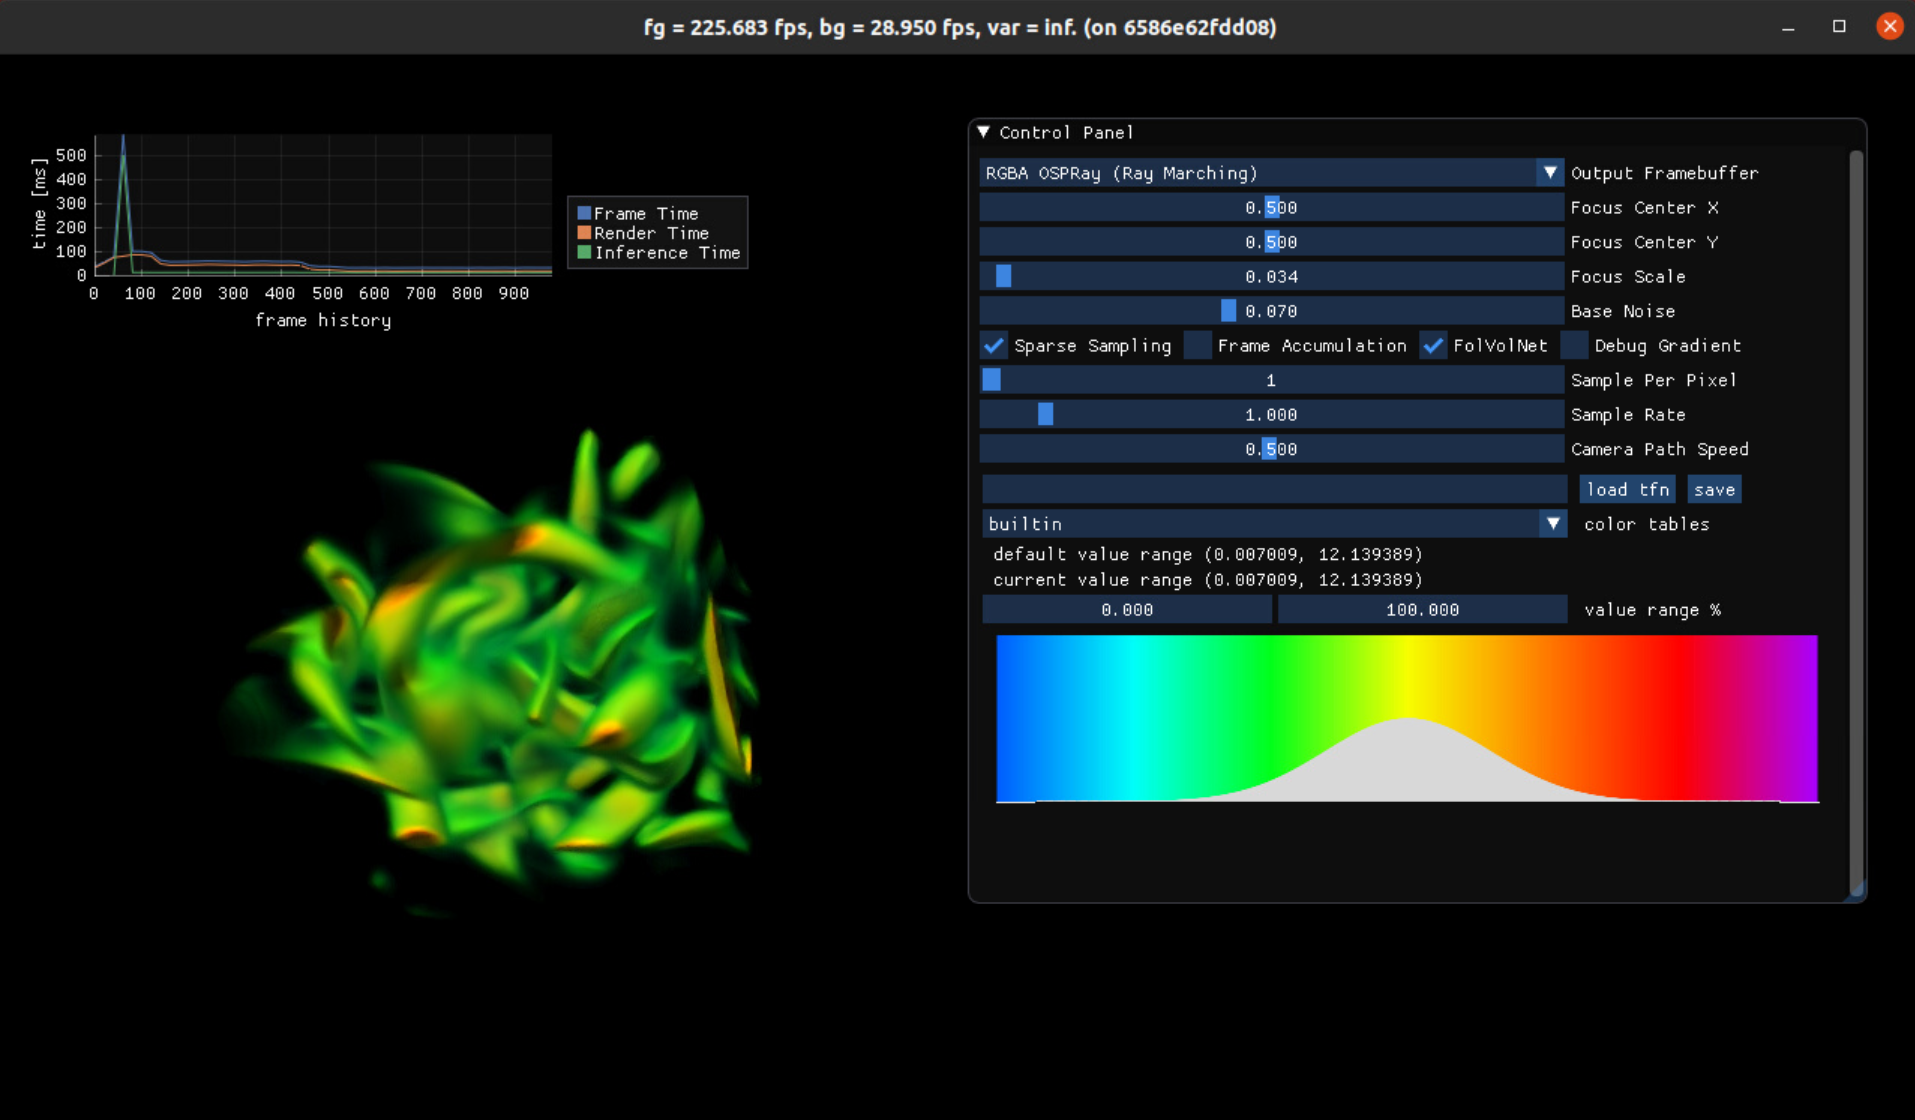 fg = 225.683 fps, bg = 28.950 fps, var = inf. (on 6586e62fdd08)
time [ms]
500
400
300
200
100
0
0 100 200 300 400 500 600 700 800 900
frame history
Frame Time
Render Time
Inference Time
Control Panel
RGBA OSPRay (Ray Marching) Output Framebuffer
0.500 Focus Center X
0.500 Focus Center Y
0.034 Focus Scale
0.070 Base Noise
Sparse Sampling Frame Accumulation FolVolNet Debug Gradient
1 Sample Per Pixel
1.000 Sample Rate
0.500 Camera Path Speed
load tfn save
builtin color tables
default value range (0.007009, 12.139389)
current value range (0.007009, 12.139389)
0.000 100.000 value range %